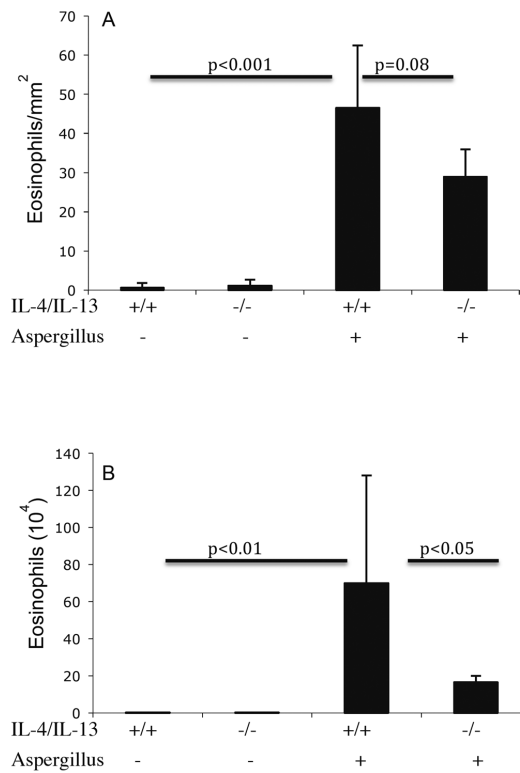 A
70
60
50
40
30
20
10
0
Eosinophils/mm²
p<0.001 p=0.08
IL-4/IL-13 +/+ -/- +/+ -/-
Aspergillus - - + +
B
140
120
100
80
60
40
20
0
Eosinophils (10⁴)
p<0.01 p<0.05
IL-4/IL-13 +/+ -/- +/+ -/-
Aspergillus - - + +